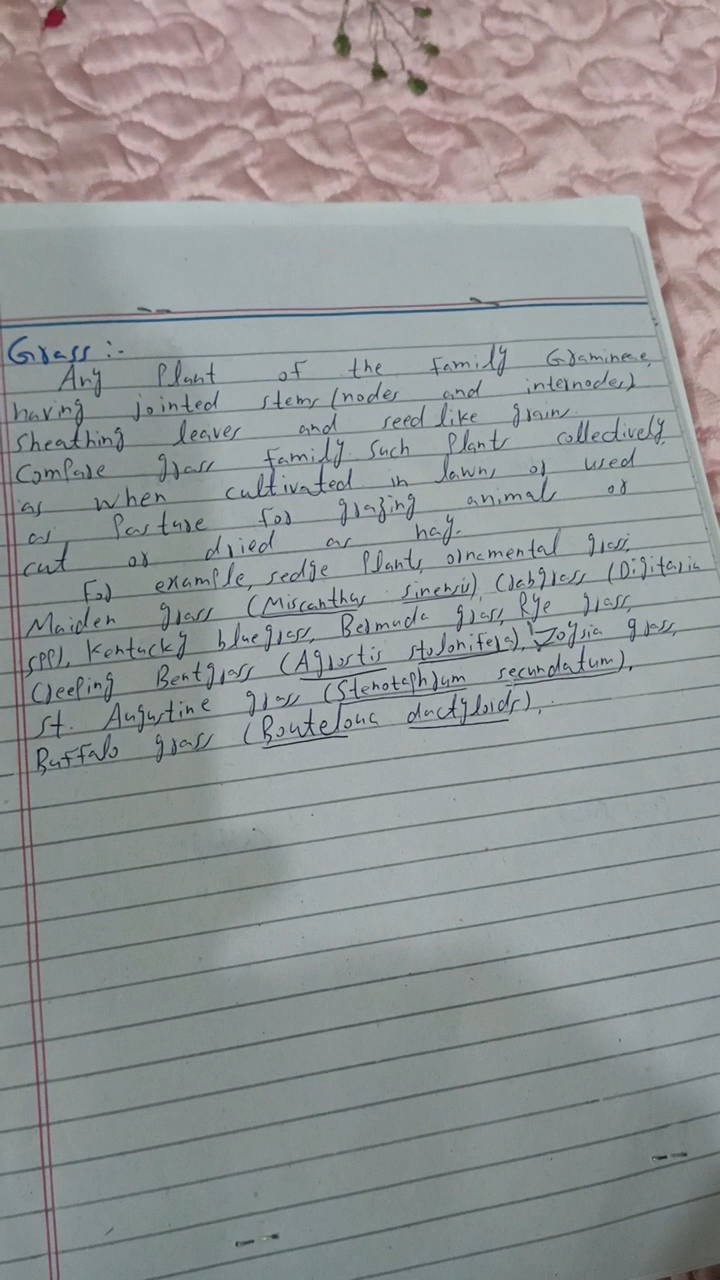 Grass :-
Any Plant of the family Gramineae,
having jointed stems (nodes and internodes)
sheathing leaves and seed like grain.
Compare grass family. Such plants collectively,
as when cultivated in lawns or used
as Pasture for grazing animals or
cut or dried as hay.
For example, sedge Plants, ornamental grass,
Maiden grass (Miscanthus sinensis), Crabgrass (Digitaria
spp), Kentucky bluegrass, Bermuda grass, Rye grass,
Creeping Bentgrass (Agrostis stolonifera), Zoysia grass,
St. Augustine grass (Stenotaphrum secundatum),
Buffalo grass (Bouteloua dactyloids),.